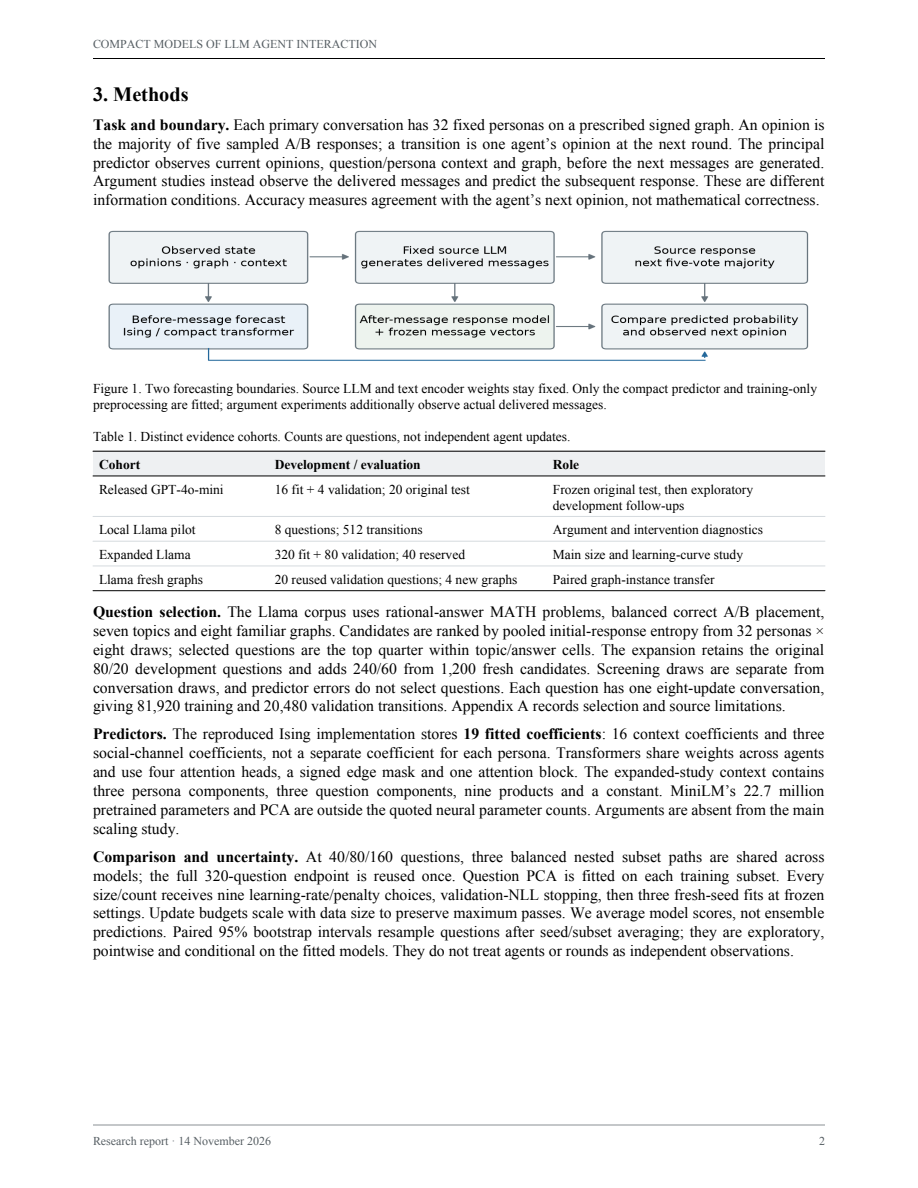 COMPACT MODELS OF LLM AGENT INTERACTION
3. Methods
Task and boundary. Each primary conversation has 32 fixed personas on a prescribed signed graph. An opinion is
the majority of five sampled A/B responses; a transition is one agent’s opinion at the next round. The principal
predictor observes current opinions, question/persona context and graph, before the next messages are generated.
Argument studies instead observe the delivered messages and predict the subsequent response. These are different
information conditions. Accuracy measures agreement with the agent’s next opinion, not mathematical correctness.
Observed state
opinions · graph · context
Fixed source LLM
generates delivered messages
Source response
next five-vote majority
Before-message forecast
Ising / compact transformer
After-message response model
+ frozen message vectors
Compare predicted probability
and observed next opinion
Figure 1. Two forecasting boundaries. Source LLM and text encoder weights stay fixed. Only the compact predictor and training-only
preprocessing are fitted; argument experiments additionally observe actual delivered messages.
Table 1. Distinct evidence cohorts. Counts are questions, not independent agent updates.
Cohort Development / evaluation Role
Released GPT-4o-mini 16 fit + 4 validation; 20 original test Frozen original test, then exploratory
development follow-ups
Local Llama pilot 8 questions; 512 transitions Argument and intervention diagnostics
Expanded Llama 320 fit + 80 validation; 40 reserved Main size and learning-curve study
Llama fresh graphs 20 reused validation questions; 4 new graphs Paired graph-instance transfer
Question selection. The Llama corpus uses rational-answer MATH problems, balanced correct A/B placement,
seven topics and eight familiar graphs. Candidates are ranked by pooled initial-response entropy from 32 personas ×
eight draws; selected questions are the top quarter within topic/answer cells. The expansion retains the original
80/20 development questions and adds 240/60 from 1,200 fresh candidates. Screening draws are separate from
conversation draws, and predictor errors do not select questions. Each question has one eight-update conversation,
giving 81,920 training and 20,480 validation transitions. Appendix A records selection and source limitations.
Predictors. The reproduced Ising implementation stores 19 fitted coefficients: 16 context coefficients and three
social-channel coefficients, not a separate coefficient for each persona. Transformers share weights across agents
and use four attention heads, a signed edge mask and one attention block. The expanded-study context contains
three persona components, three question components, nine products and a constant. MiniLM’s 22.7 million
pretrained parameters and PCA are outside the quoted neural parameter counts. Arguments are absent from the main
scaling study.
Comparison and uncertainty. At 40/80/160 questions, three balanced nested subset paths are shared across
models; the full 320-question endpoint is reused once. Question PCA is fitted on each training subset. Every
size/count receives nine learning-rate/penalty choices, validation-NLL stopping, then three fresh-seed fits at frozen
settings. Update budgets scale with data size to preserve maximum passes. We average model scores, not ensemble
predictions. Paired 95% bootstrap intervals resample questions after seed/subset averaging; they are exploratory,
pointwise and conditional on the fitted models. They do not treat agents or rounds as independent observations.
Research report · 14 November 2026
2